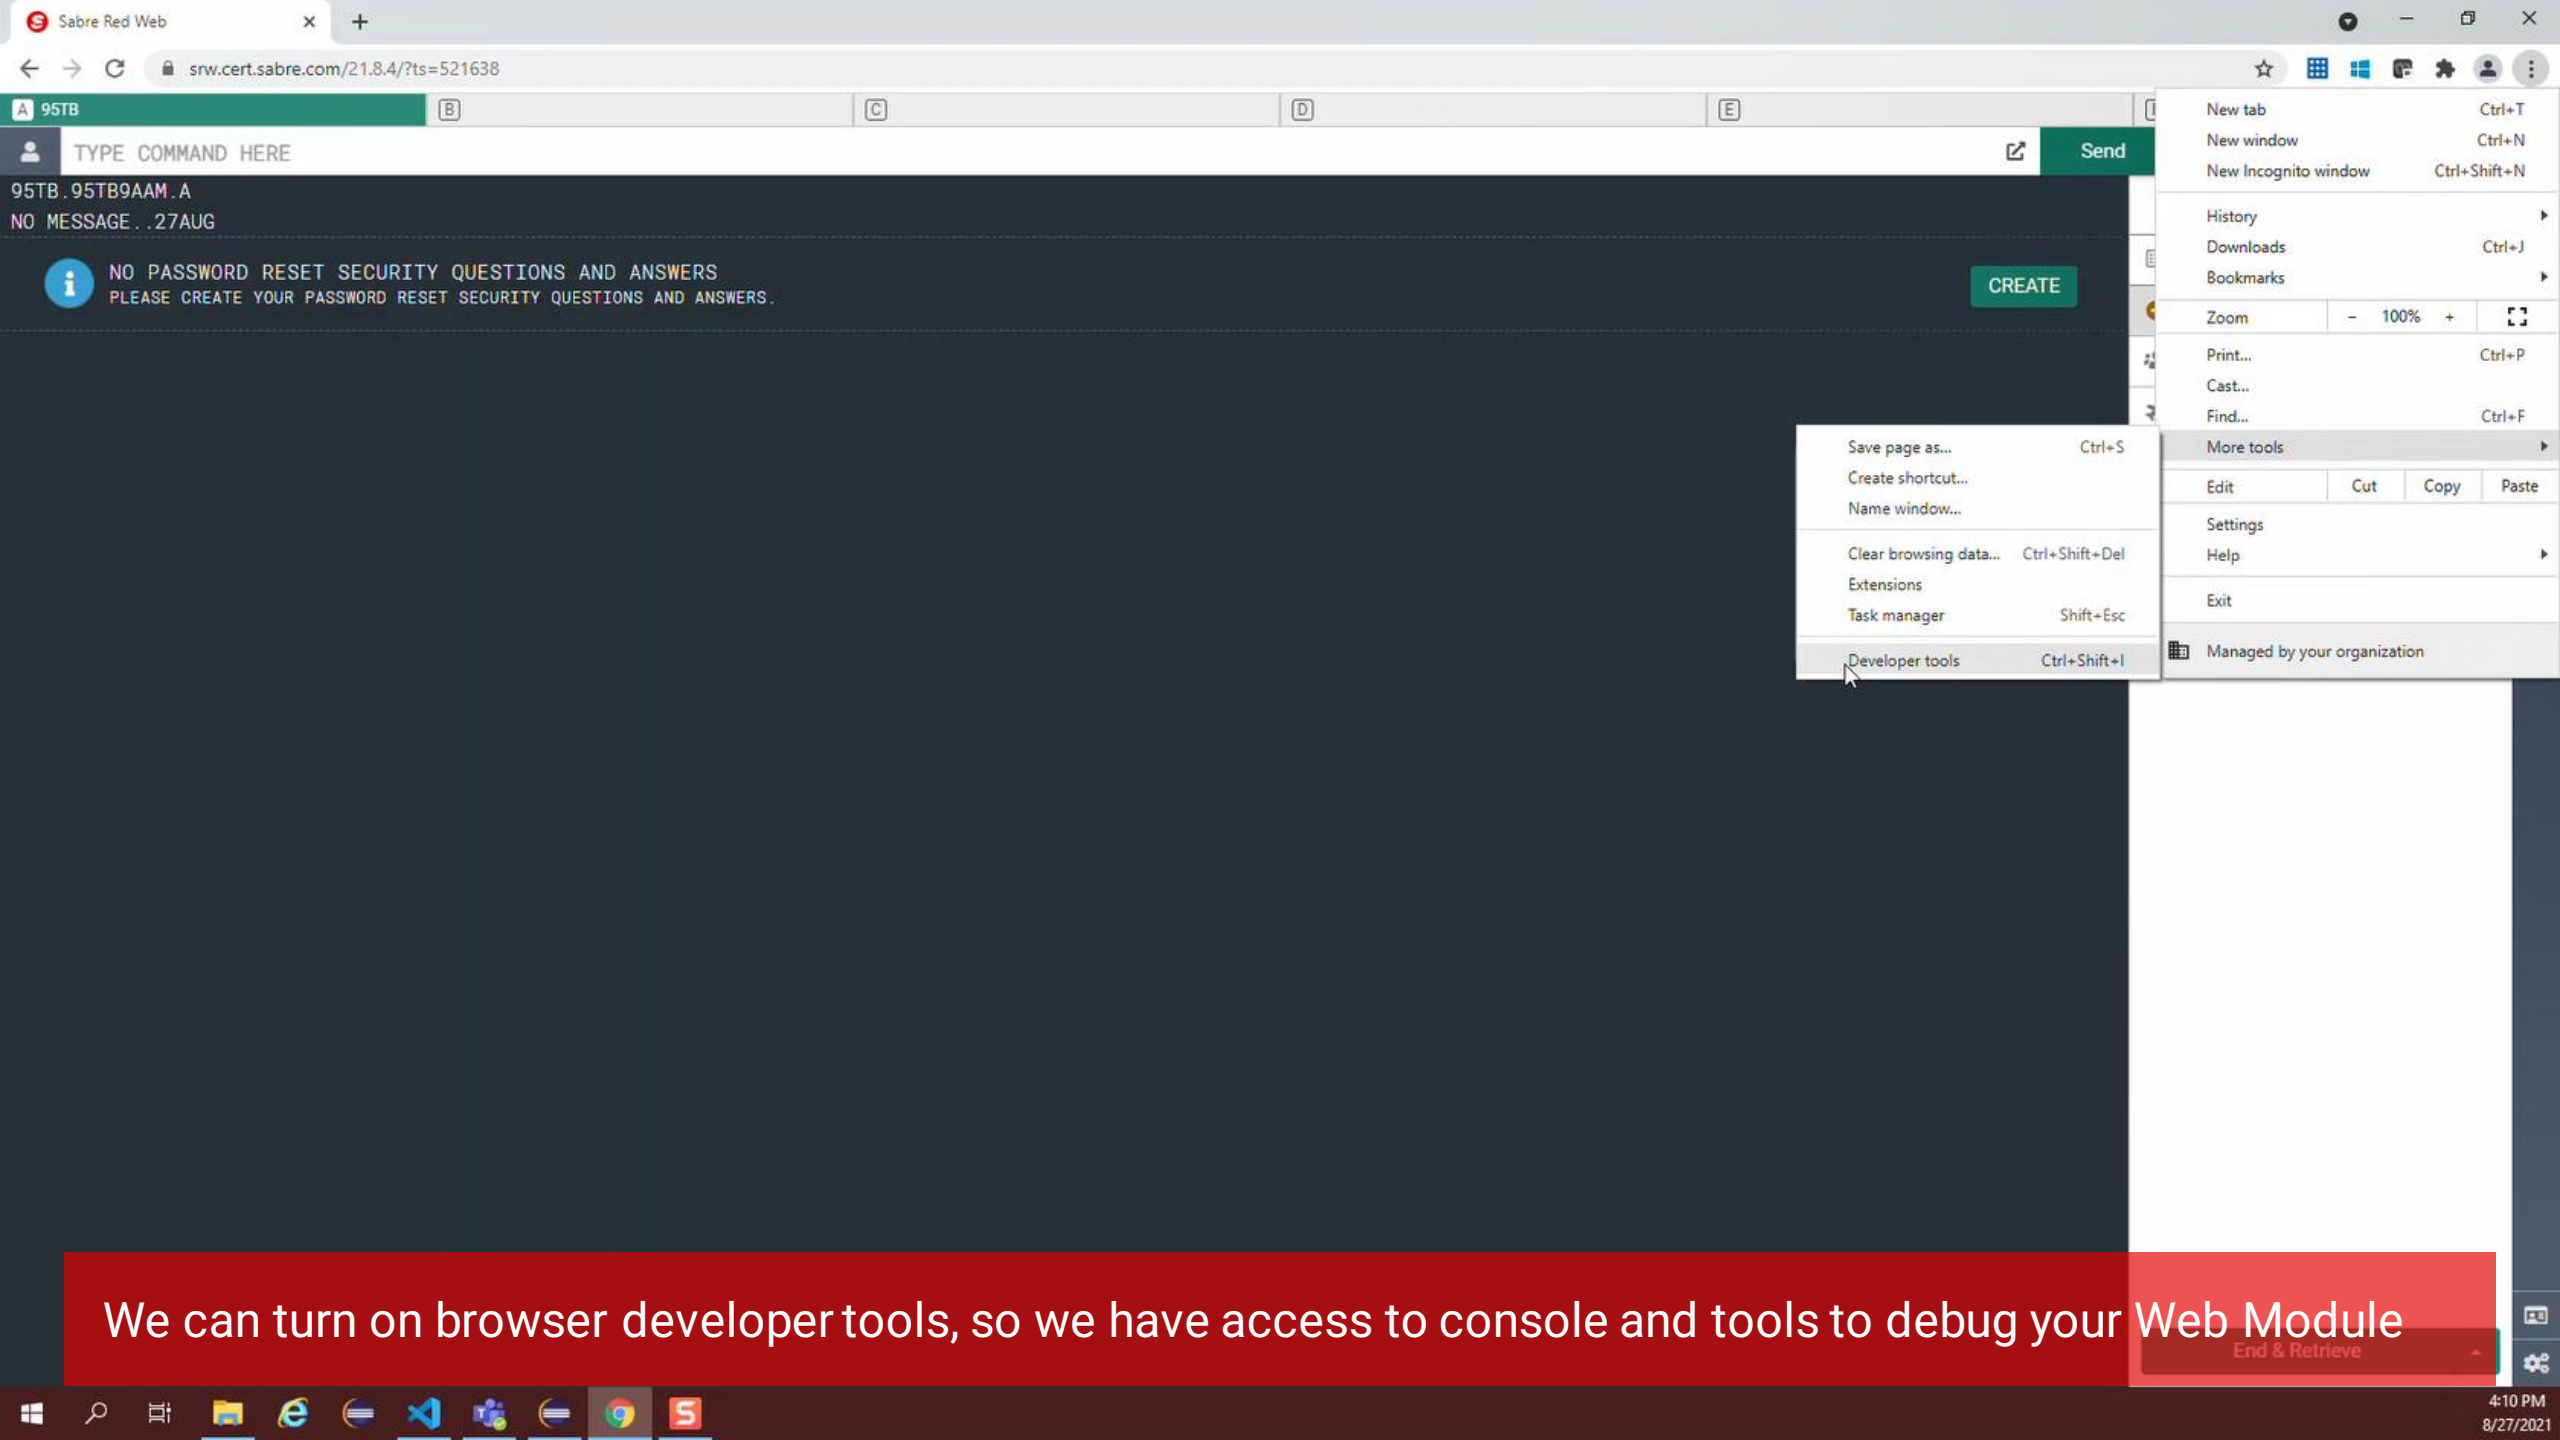 Sabre Red Web
srw.cert.sabre.com/21.8.4/?ts=521638
A 95TB
B
C
D
E
TYPE COMMAND HERE
Send
95TB.95TB9AAM.A
NO MESSAGE..27AUG
NO PASSWORD RESET SECURITY QUESTIONS AND ANSWERS
PLEASE CREATE YOUR PASSWORD RESET SECURITY QUESTIONS AND ANSWERS.
CREATE
New tab Ctrl+T
New window Ctrl+N
New Incognito window Ctrl+Shift+N
History
Downloads Ctrl+J
Bookmarks
Zoom - 100% +
Print... Ctrl+P
Cast...
Find... Ctrl+F
More tools
Edit Cut Copy Paste
Settings
Help
Exit
Managed by your organization
Save page as... Ctrl+S
Create shortcut...
Name window...
Clear browsing data... Ctrl+Shift+Del
Extensions
Task manager Shift+Esc
Developer tools Ctrl+Shift+I
We can turn on browser developer tools, so we have access to console and tools to debug your Web Module
End & Retrieve
4:10 PM
8/27/2021